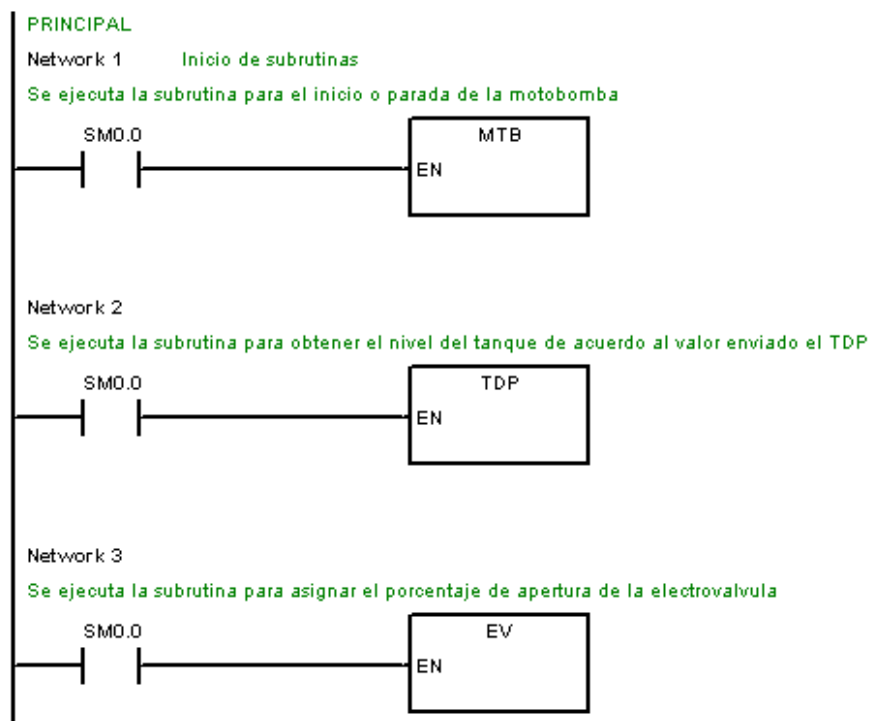 PRINCIPAL
Network 1 Inicio de subrutinas
Se ejecuta la subrutina para el inicio o parada de la motobomba
SM0.0 MTB
EN
Network 2
Se ejecuta la subrutina para obtener el nivel del tanque de acuerdo al valor enviado el TDP
SM0.0 TDP
EN
Network 3
Se ejecuta la subrutina para asignar el porcentaje de apertura de la electrovalvula
SM0.0 EV
EN